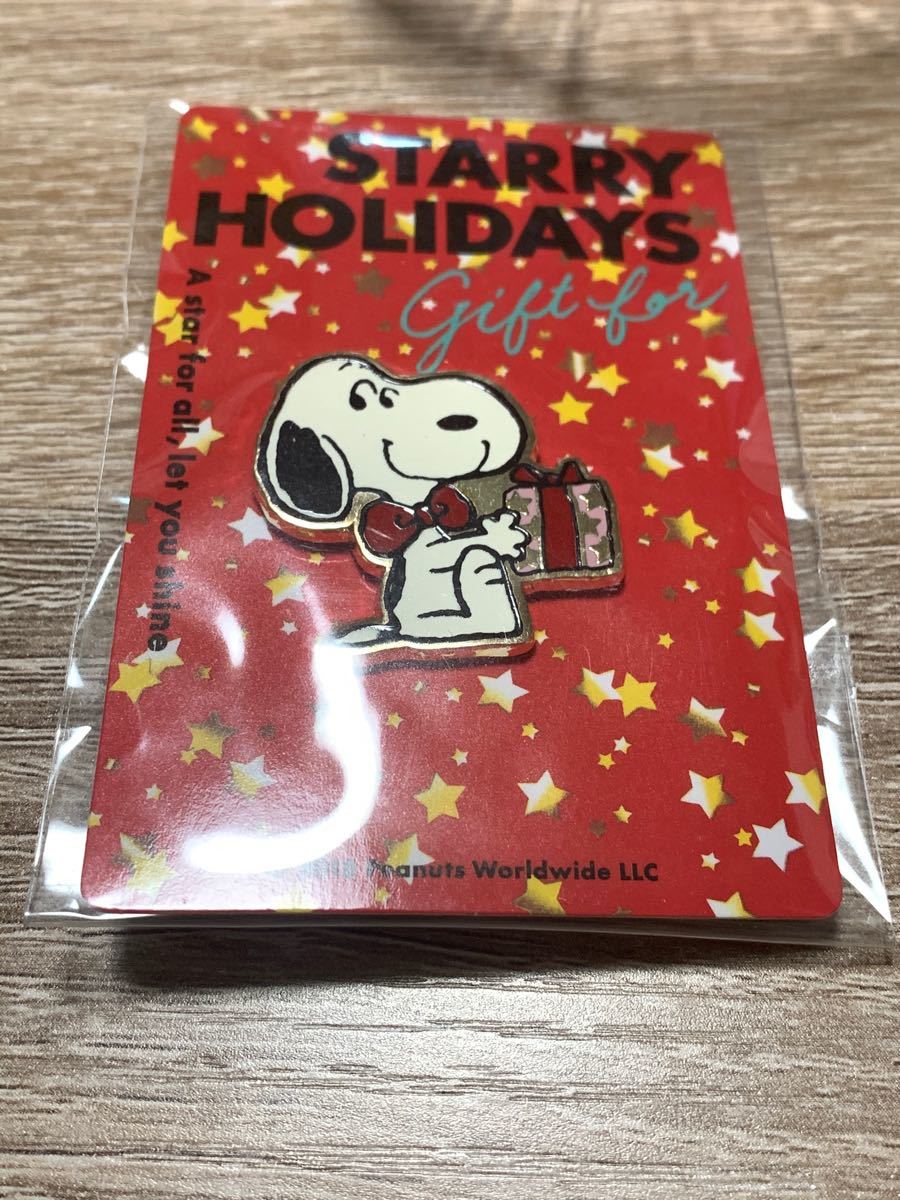 STARRY
HOLIDAYS
Gift for
A star for all, let you shine
Peanuts Worldwide LLC